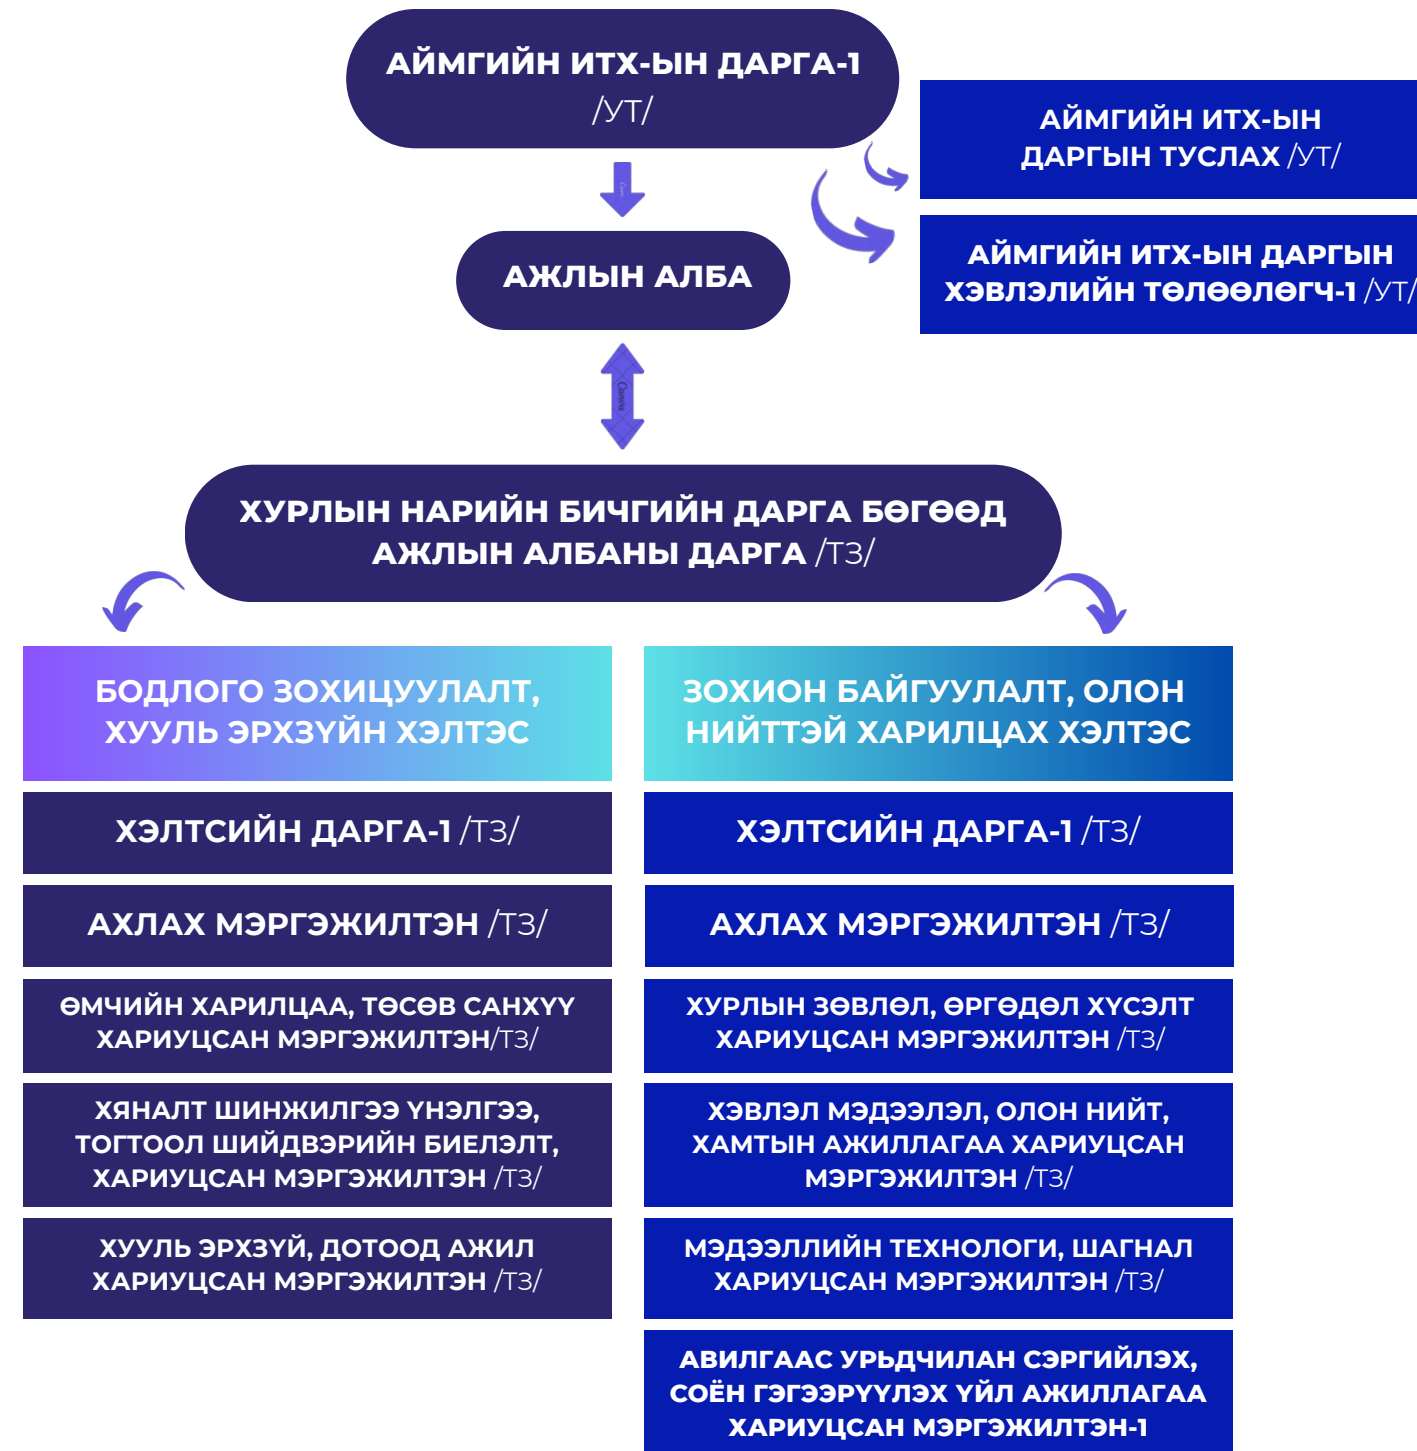 АЙМГИЙН ИТХ-ЫН ДАРГА-1
/УТ/
АЙМГИЙН ИТХ-ЫН
ДАРГЫН ТУСЛАХ /УТ/
АЙМГИЙН ИТХ-ЫН ДАРГЫН
ХЭВЛЭЛИЙН ТӨЛӨӨЛӨГЧ-1 /УТ/
АЖЛЫН АЛБА
Canva
ХУРЛЫН НАРИЙН БИЧГИЙН ДАРГА БӨГӨӨД
АЖЛЫН АЛБАНЫ ДАРГА /ТЗ/
БОДЛОГО ЗОХИЦУУЛАЛТ,
ХУУЛЬ ЭРХЗҮЙН ХЭЛТЭС
ХЭЛТСИЙН ДАРГА-1 /ТЗ/
АХЛАХ МЭРГЭЖИЛТЭН /ТЗ/
ӨМЧИЙН ХАРИЛЦАА, ТӨСӨВ САНХҮҮ
ХАРИУЦСАН МЭРГЭЖИЛТЭН/ТЗ/
ХЯНАЛТ ШИНЖИЛГЭЭ ҮНЭЛГЭЭ,
ТОГТООЛ ШИЙДВЭРИЙН БИЕЛЭЛТ,
ХАРИУЦСАН МЭРГЭЖИЛТЭН /ТЗ/
ХУУЛЬ ЭРХЗҮЙ, ДОТООД АЖИЛ
ХАРИУЦСАН МЭРГЭЖИЛТЭН /ТЗ/
ЗОХИОН БАЙГУУЛАЛТ, ОЛОН
НИЙТТЭЙ ХАРИЛЦАХ ХЭЛТЭС
ХЭЛТСИЙН ДАРГА-1 /ТЗ/
АХЛАХ МЭРГЭЖИЛТЭН /ТЗ/
ХУРЛЫН ЗӨВЛӨЛ, ӨРГӨДӨЛ ХҮСЭЛТ
ХАРИУЦСАН МЭРГЭЖИЛТЭН /ТЗ/
ХЭВЛЭЛ МЭДЭЭЛЭЛ, ОЛОН НИЙТ,
ХАМТЫН АЖИЛЛАГАА ХАРИУЦСАН
МЭРГЭЖИЛТЭН /ТЗ/
МЭДЭЭЛЛИЙН ТЕХНОЛОГИ, ШАГНАЛ
ХАРИУЦСАН МЭРГЭЖИЛТЭН /ТЗ/
АВИЛГААС УРЬДЧИЛАН СЭРГИЙЛЭХ,
СОЁН ГЭГЭЭРҮҮЛЭХ ҮЙЛ АЖИЛЛАГАА
ХАРИУЦСАН МЭРГЭЖИЛТЭН-1